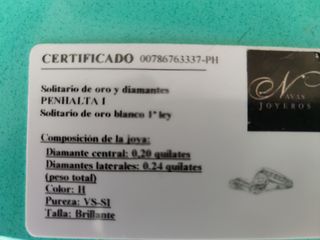 CERTIFICADO 00786763337-PH
Solitario de oro y diamantes
PENHALTA I
Solitario de oro blanco 1ª ley
NAVAS
JOYEROS
Composición de la joya:
Diamante central: 0,20 quilates
Diamantes laterales: 0,24 quilates
(peso total)
Color: H
Pureza: VS-SI
Talla: Brillante